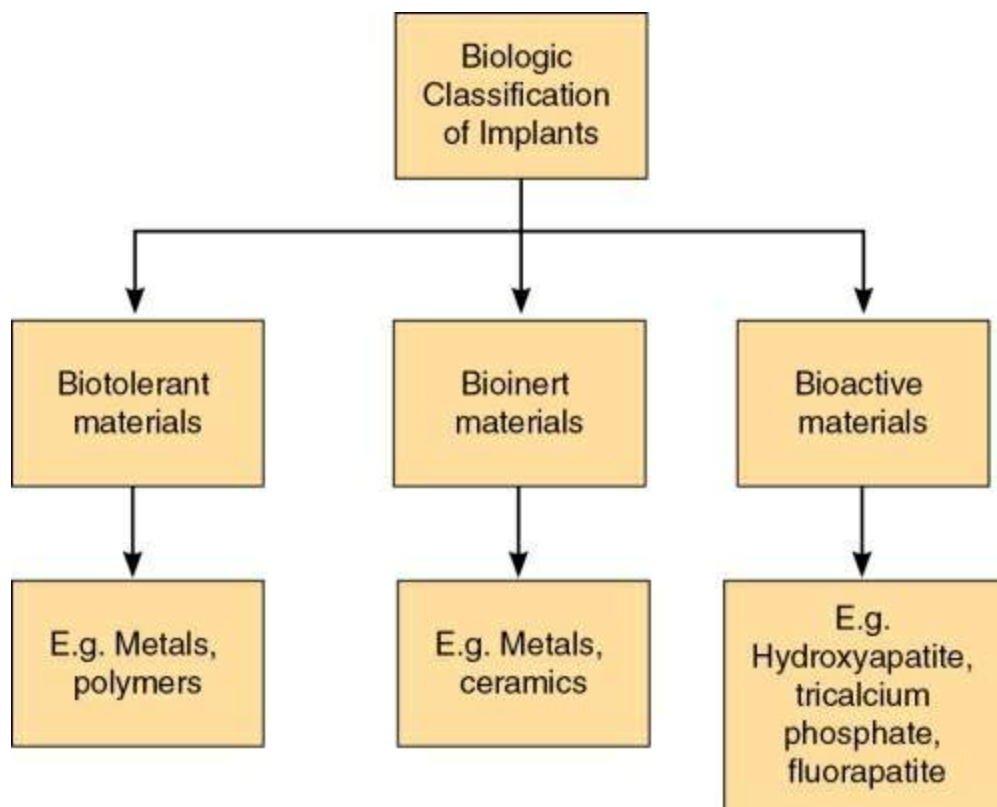 Biologic
Classification
of Implants
Biotolerant
materials
Bioinert
materials
Bioactive
materials
E.g. Metals,
polymers
E.g. Metals,
ceramics
E.g.
Hydroxyapatite,
tricalcium
phosphate,
fluorapatite